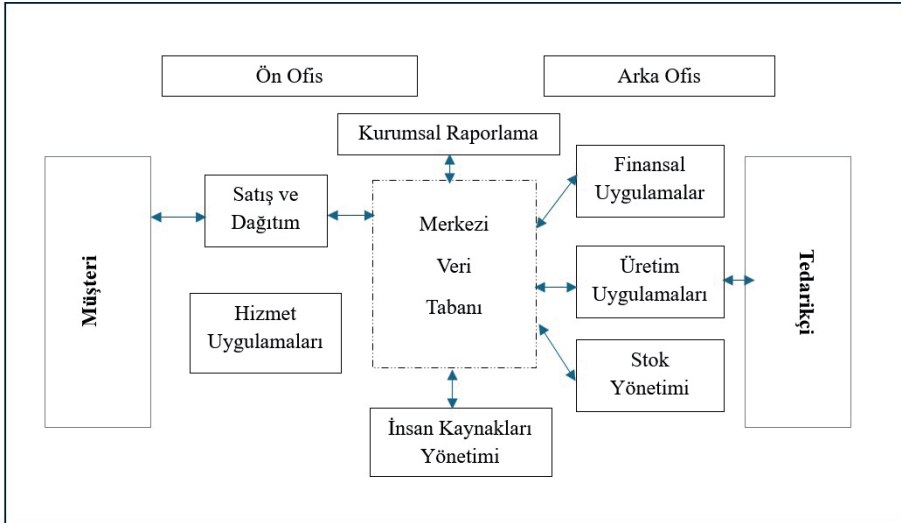 Ön Ofis
Arka Ofis
Kurumsal Raporlama
Müşteri
Satış ve
Dağıtım
Hizmet
Uygulamaları
Merkezi
Veri
Tabanı
İnsan Kaynakları
Yönetimi
Finansal
Uygulamalar
Üretim
Uygulamaları
Stok
Yönetimi
Tedarikçi